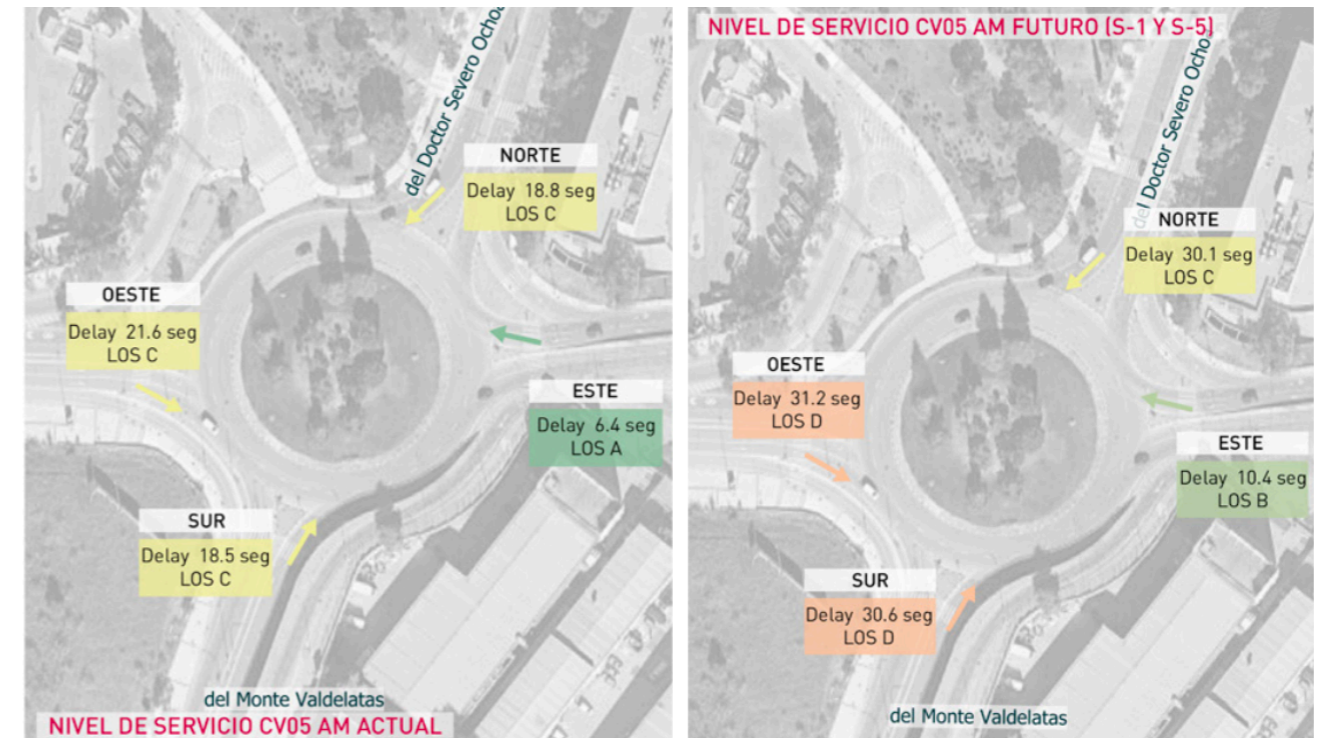 del Doctor Severo Ochoa
NORTE
Delay 18.8 seg
LOS C
OESTE
Delay 21.6 seg
LOS C
ESTE
Delay 6.4 seg
LOS A
SUR
Delay 18.5 seg
LOS C
del Monte Valdelatas
NIVEL DE SERVICIO CV05 AM ACTUAL
NIVEL DE SERVICIO CV05 AM FUTURO (S-1 Y S-5)
del Doctor Severo Ocho
NORTE
Delay 30.1 seg
LOS C
OESTE
Delay 31.2 seg
LOS D
ESTE
Delay 10.4 seg
LOS B
SUR
Delay 30.6 seg
LOS D
del Monte Valdelatas